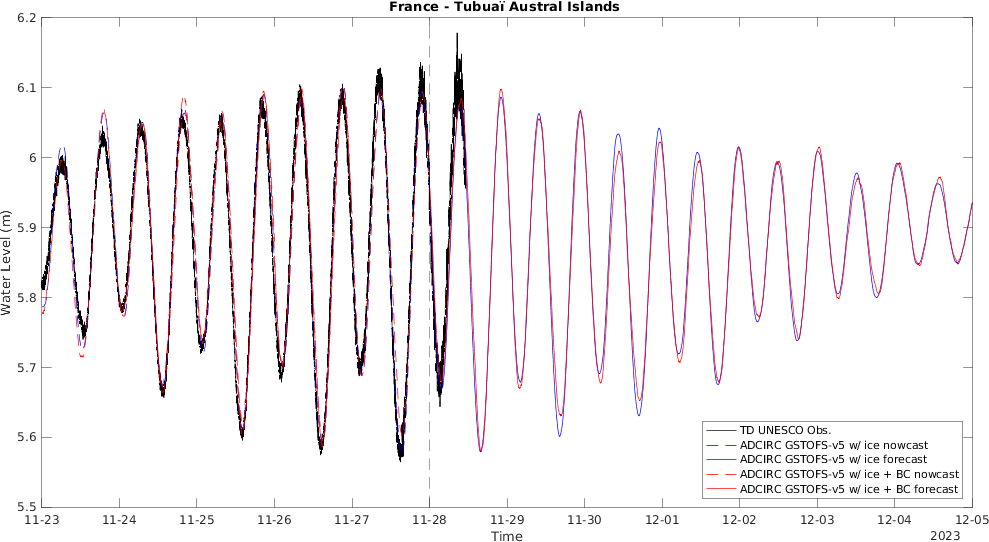 France - Tubuaï Austral Islands
6.2
6.1
6
5.9
5.8
5.7
5.6
5.5
Water Level (m)
TD UNESCO Obs.
ADCIRC GSTOFS-v5 w/ ice nowcast
ADCIRC GSTOFS-v5 w/ ice forecast
ADCIRC GSTOFS-v5 w/ ice + BC nowcast
ADCIRC GSTOFS-v5 w/ ice + BC forecast
11-23 11-24 11-25 11-26 11-27 11-28 11-29 11-30 12-01 12-02 12-03 12-04 12-05
Time
2023